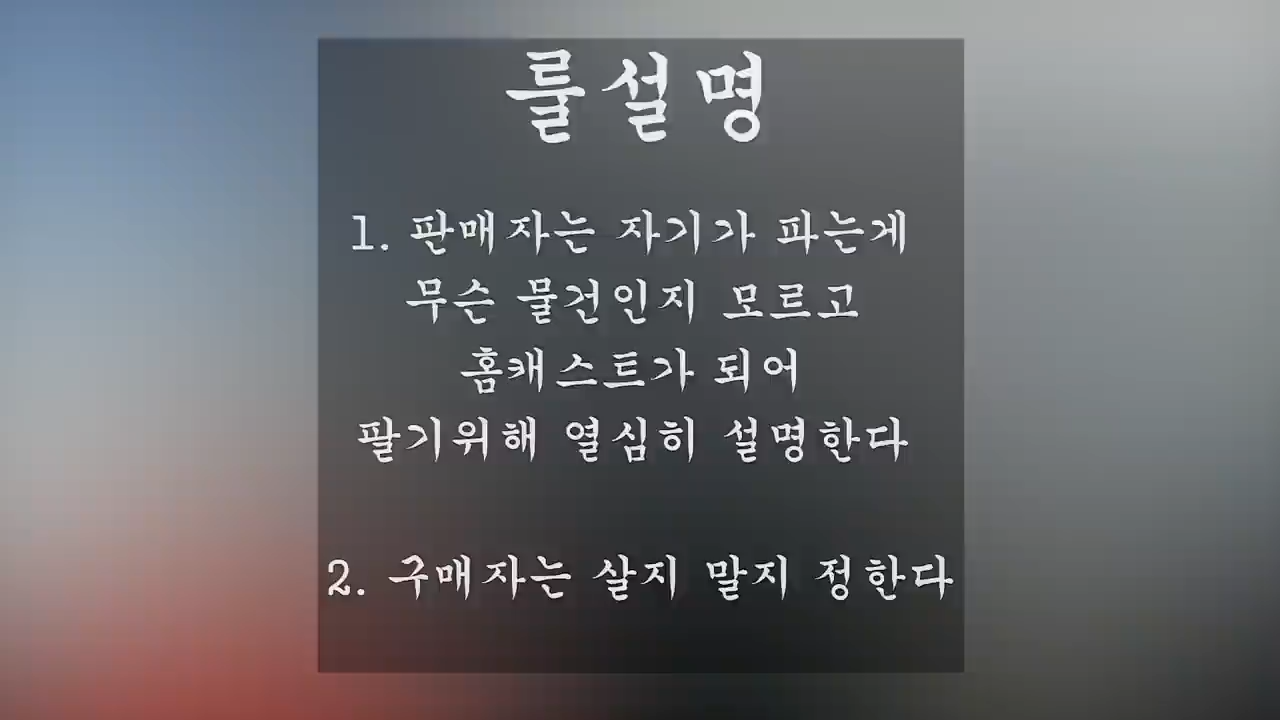 룰설명
1. 판매자는 자기가 파는게
무슨 물건인지 모르고
홈캐스트가 되어
팔기위해 열심히 설명한다
2. 구매자는 살지 말지 정한다